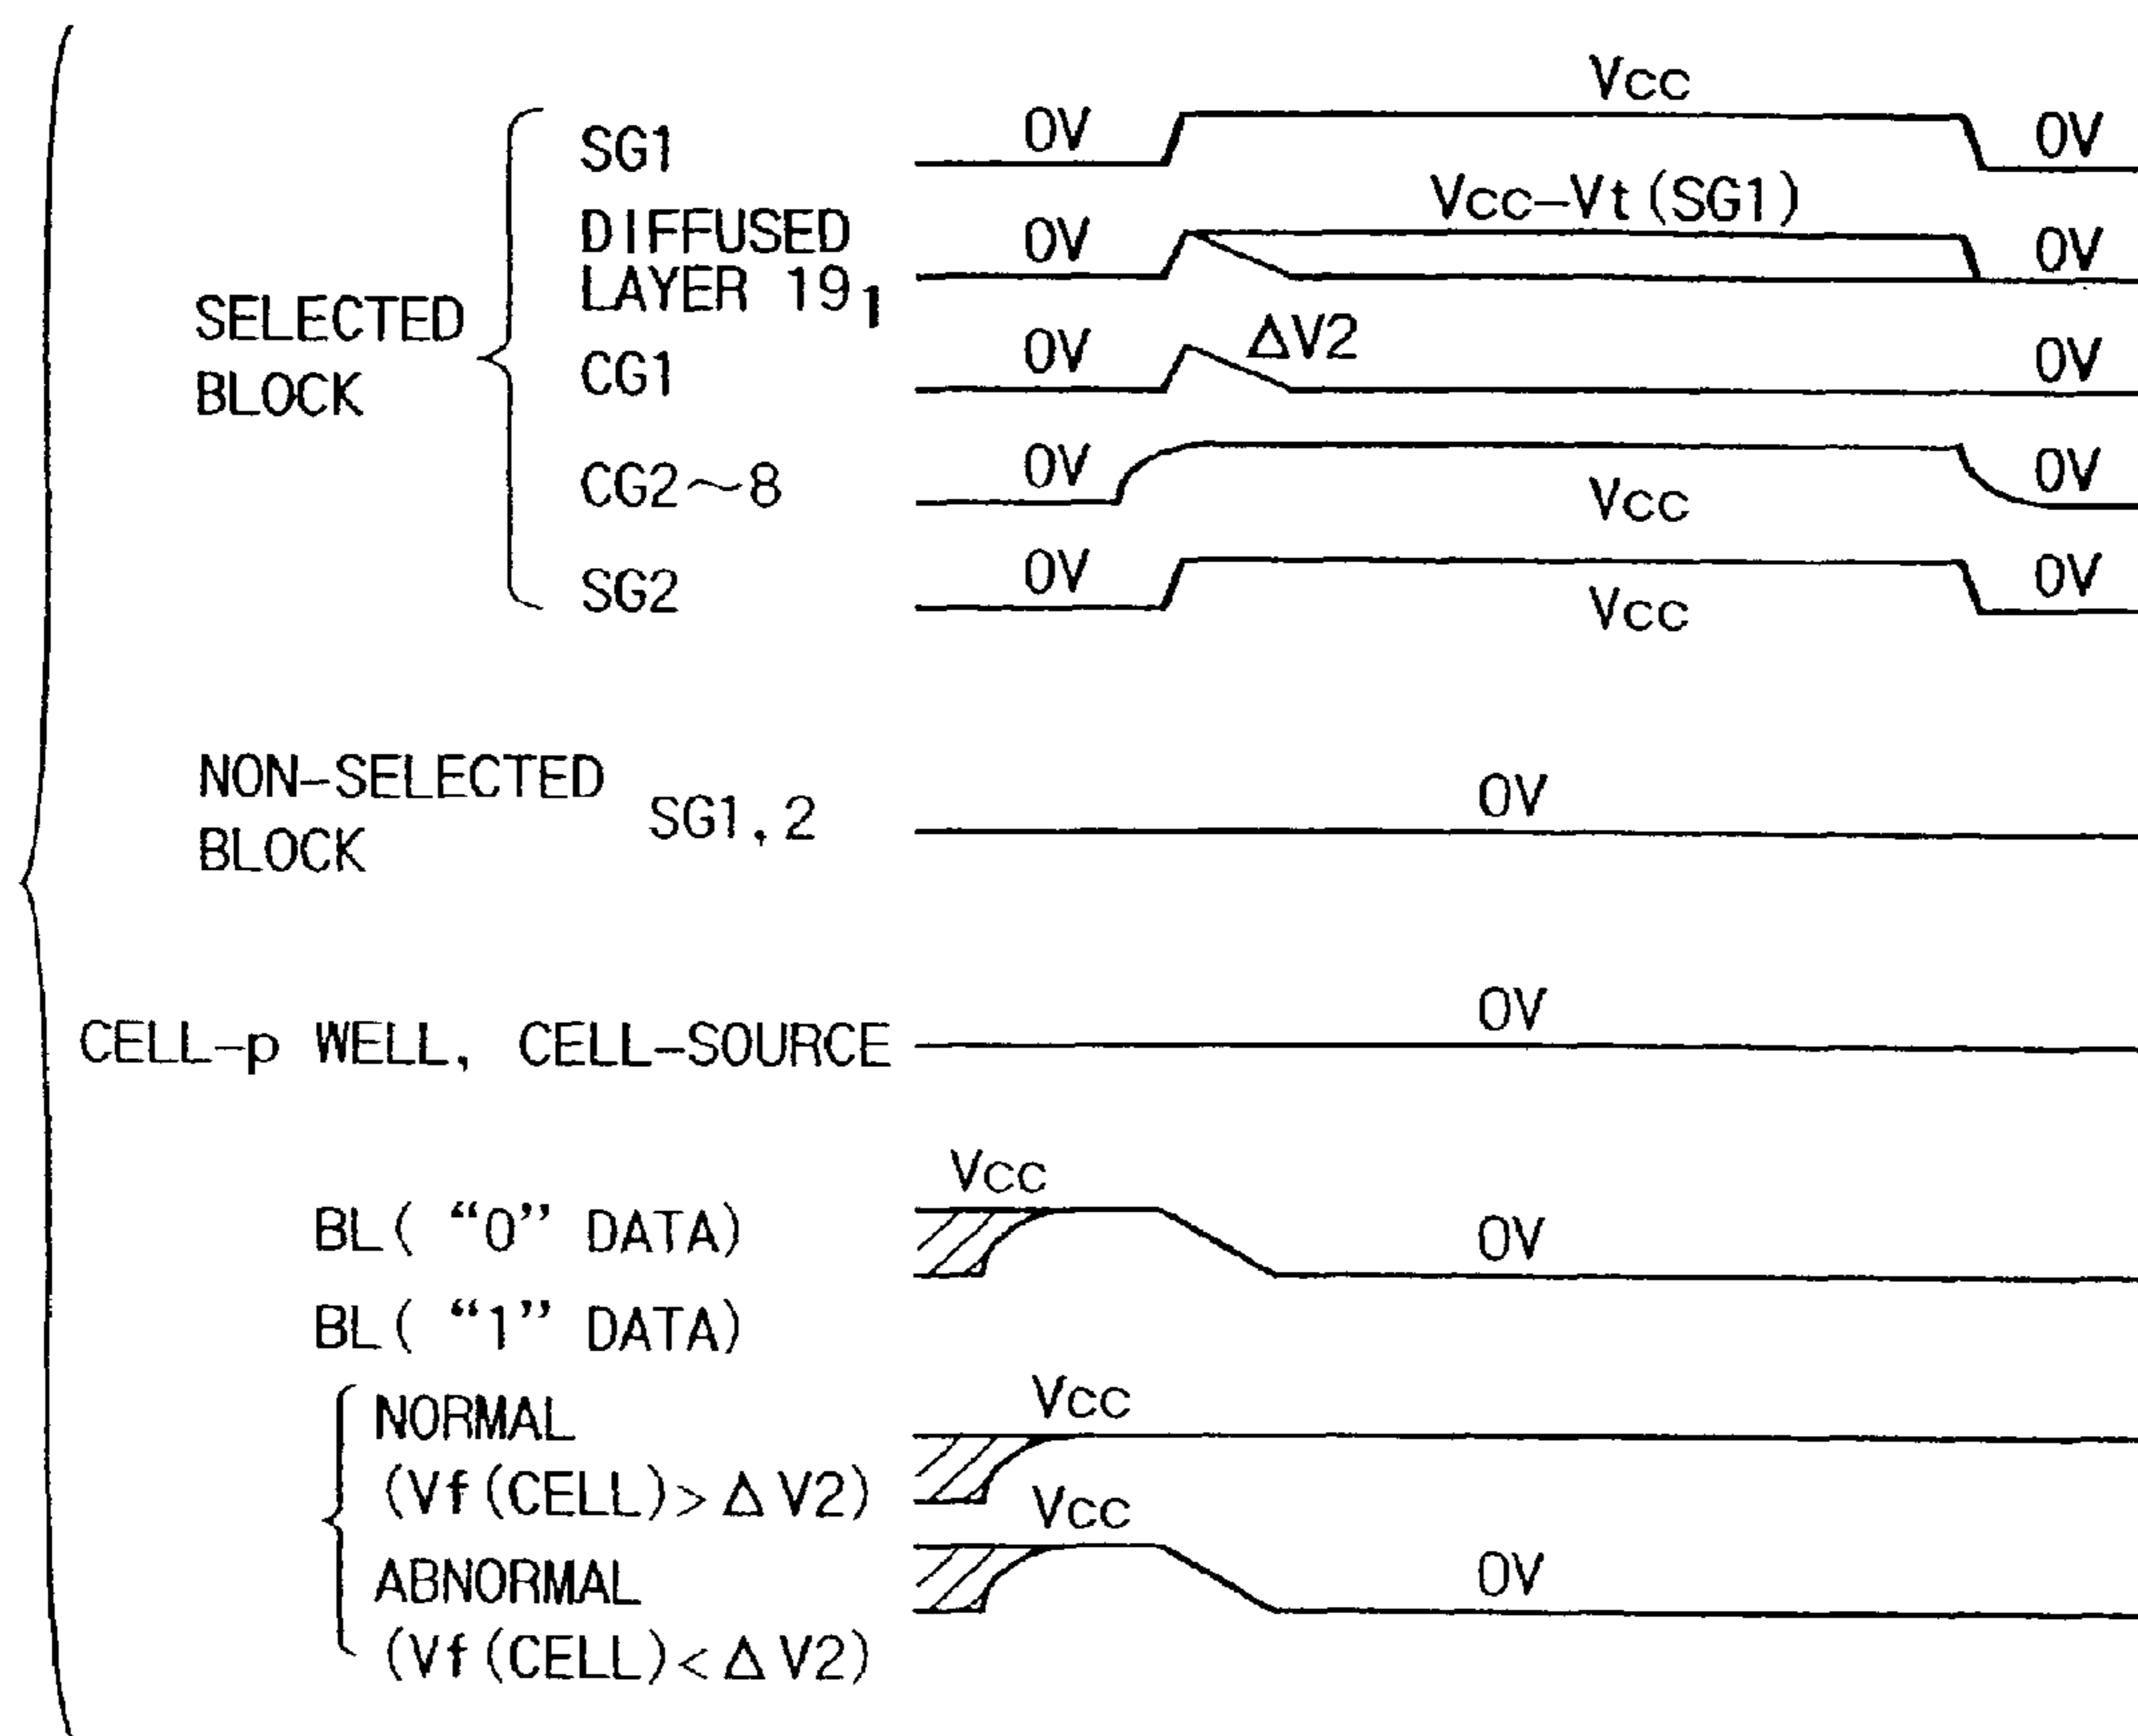 Vcc
SG1 0V 0V
DIFFUSED 0V Vcc-Vt(SG1) 0V
LAYER 19₁
SELECTED
BLOCK
CG1 0V ΔV2 0V
CG2~8 0V Vcc 0V
SG2 0V Vcc 0V
NON-SELECTED
BLOCK
SG1,2 0V
CELL-p WELL, CELL-SOURCE 0V
Vcc
BL( “0” DATA) 0V
BL( “1” DATA)
NORMAL Vcc
(Vf(CELL)>ΔV2)
Vcc
ABNORMAL 0V
(Vf(CELL)<ΔV2)